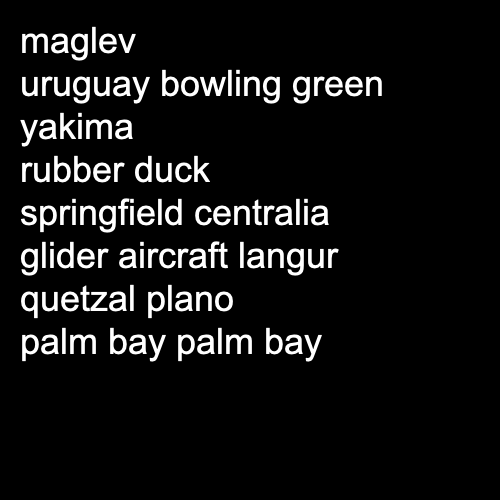 maglev
uruguay bowling green
yakima
rubber duck
springfield centralia
glider aircraft langur
quetzal plano
palm bay palm bay